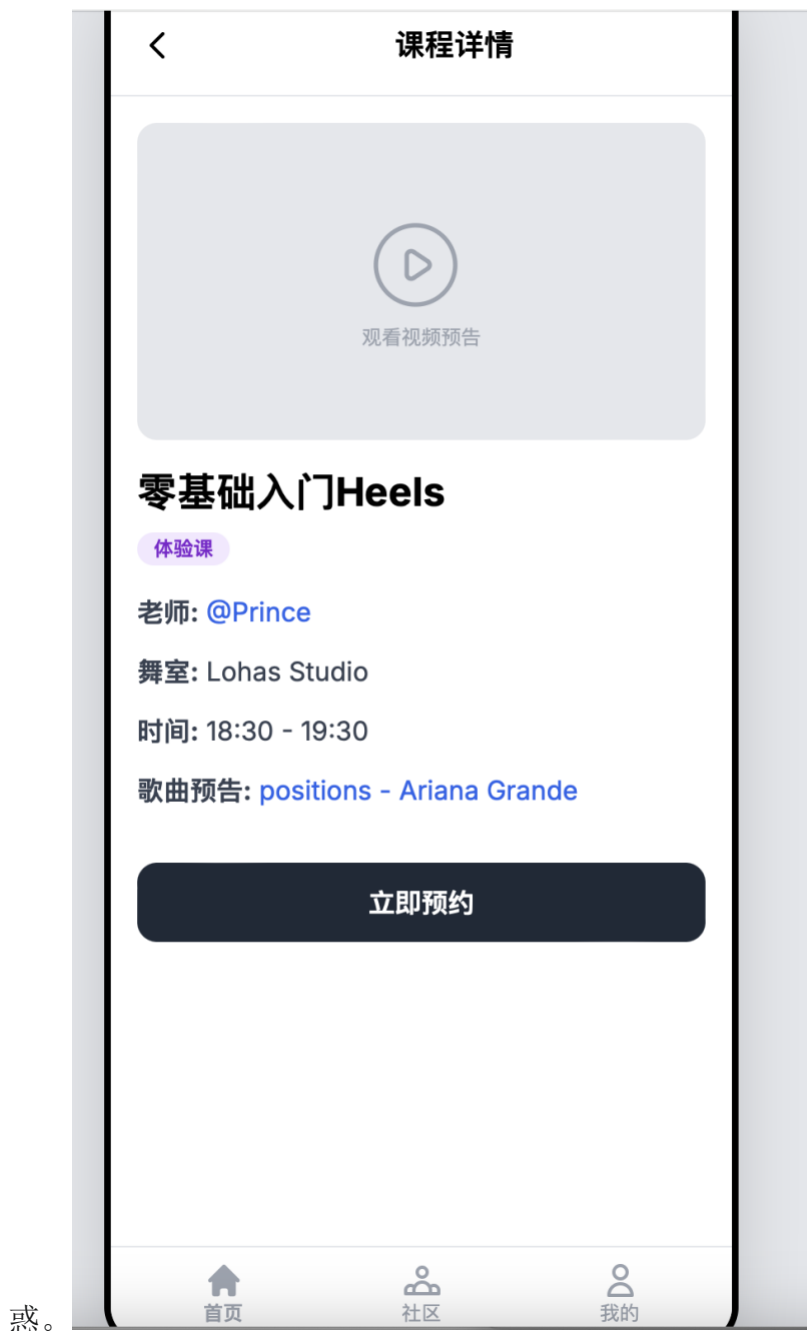 课程详情
观看视频预告
零基础入门Heels
体验课
老师: @Prince
舞室: Lohas Studio
时间: 18:30 - 19:30
歌曲预告: positions - Ariana Grande
立即预约
首页 社区 我的
惑。